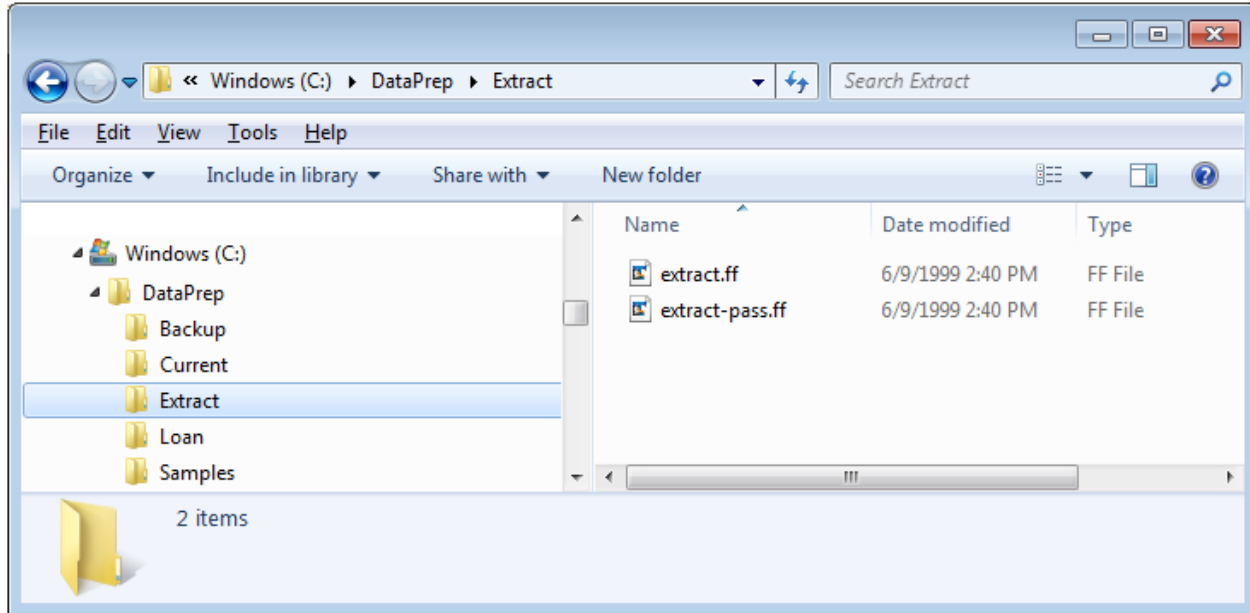 « Windows (C:) ▸ DataPrep ▸ Extract Search Extract
File Edit View Tools Help
Organize Include in library Share with New folder
Name Date modified Type
Windows (C:)
DataPrep
Backup
Current
Extract
Loan
Samples
extract.ff 6/9/1999 2:40 PM FF File
extract-pass.ff 6/9/1999 2:40 PM FF File
2 items